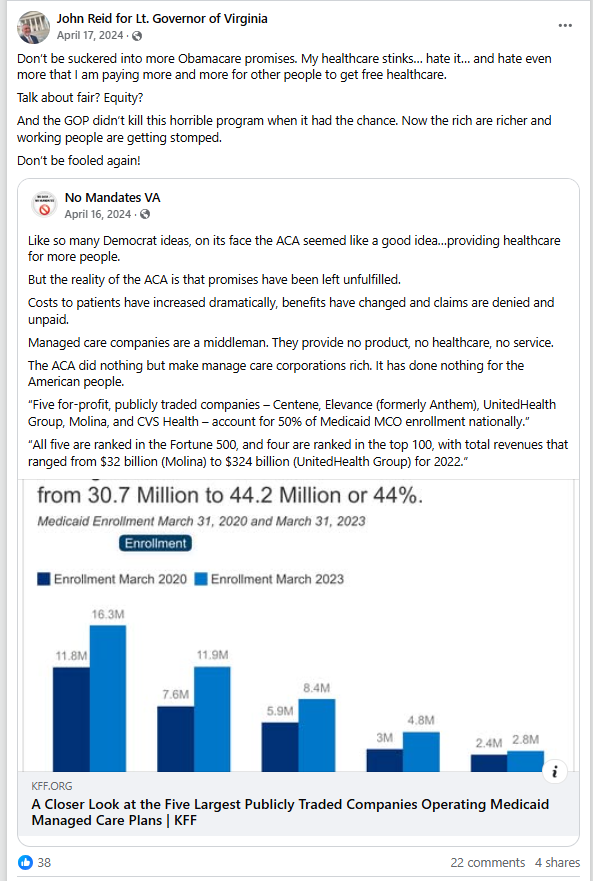 John Reid for Lt. Governor of Virginia
April 17, 2024 ·
Don't be suckered into more Obamacare promises. My healthcare stinks... hate it... and hate even
more that I am paying more and more for other people to get free healthcare.
Talk about fair? Equity?
And the GOP didn't kill this horrible program when it had the chance. Now the rich are richer and
working people are getting stomped.
Don't be fooled again!
No Mandates VA
April 16, 2024 ·
Like so many Democrat ideas, on its face the ACA seemed like a good idea...providing healthcare
for more people.
But the reality of the ACA is that promises have been left unfulfilled.
Costs to patients have increased dramatically, benefits have changed and claims are denied and
unpaid.
Managed care companies are a middleman. They provide no product, no healthcare, no service.
The ACA did nothing but make manage care corporations rich. It has done nothing for the
American people.
"Five for-profit, publicly traded companies – Centene, Elevance (formerly Anthem), UnitedHealth
Group, Molina, and CVS Health – account for 50% of Medicaid MCO enrollment nationally."
"All five are ranked in the Fortune 500, and four are ranked in the top 100, with total revenues that
ranged from $32 billion (Molina) to $324 billion (UnitedHealth Group) for 2022."
from 30.7 Million to 44.2 Million or 44%.
Medicaid Enrollment March 31, 2020 and March 31, 2023
Enrollment
Enrollment March 2020 Enrollment March 2023
16.3M
11.8M 11.9M
7.6M 8.4M
5.9M 4.8M
3M 2.4M 2.8M
KFF.ORG
A Closer Look at the Five Largest Publicly Traded Companies Operating Medicaid
Managed Care Plans | KFF
38 22 comments 4 shares